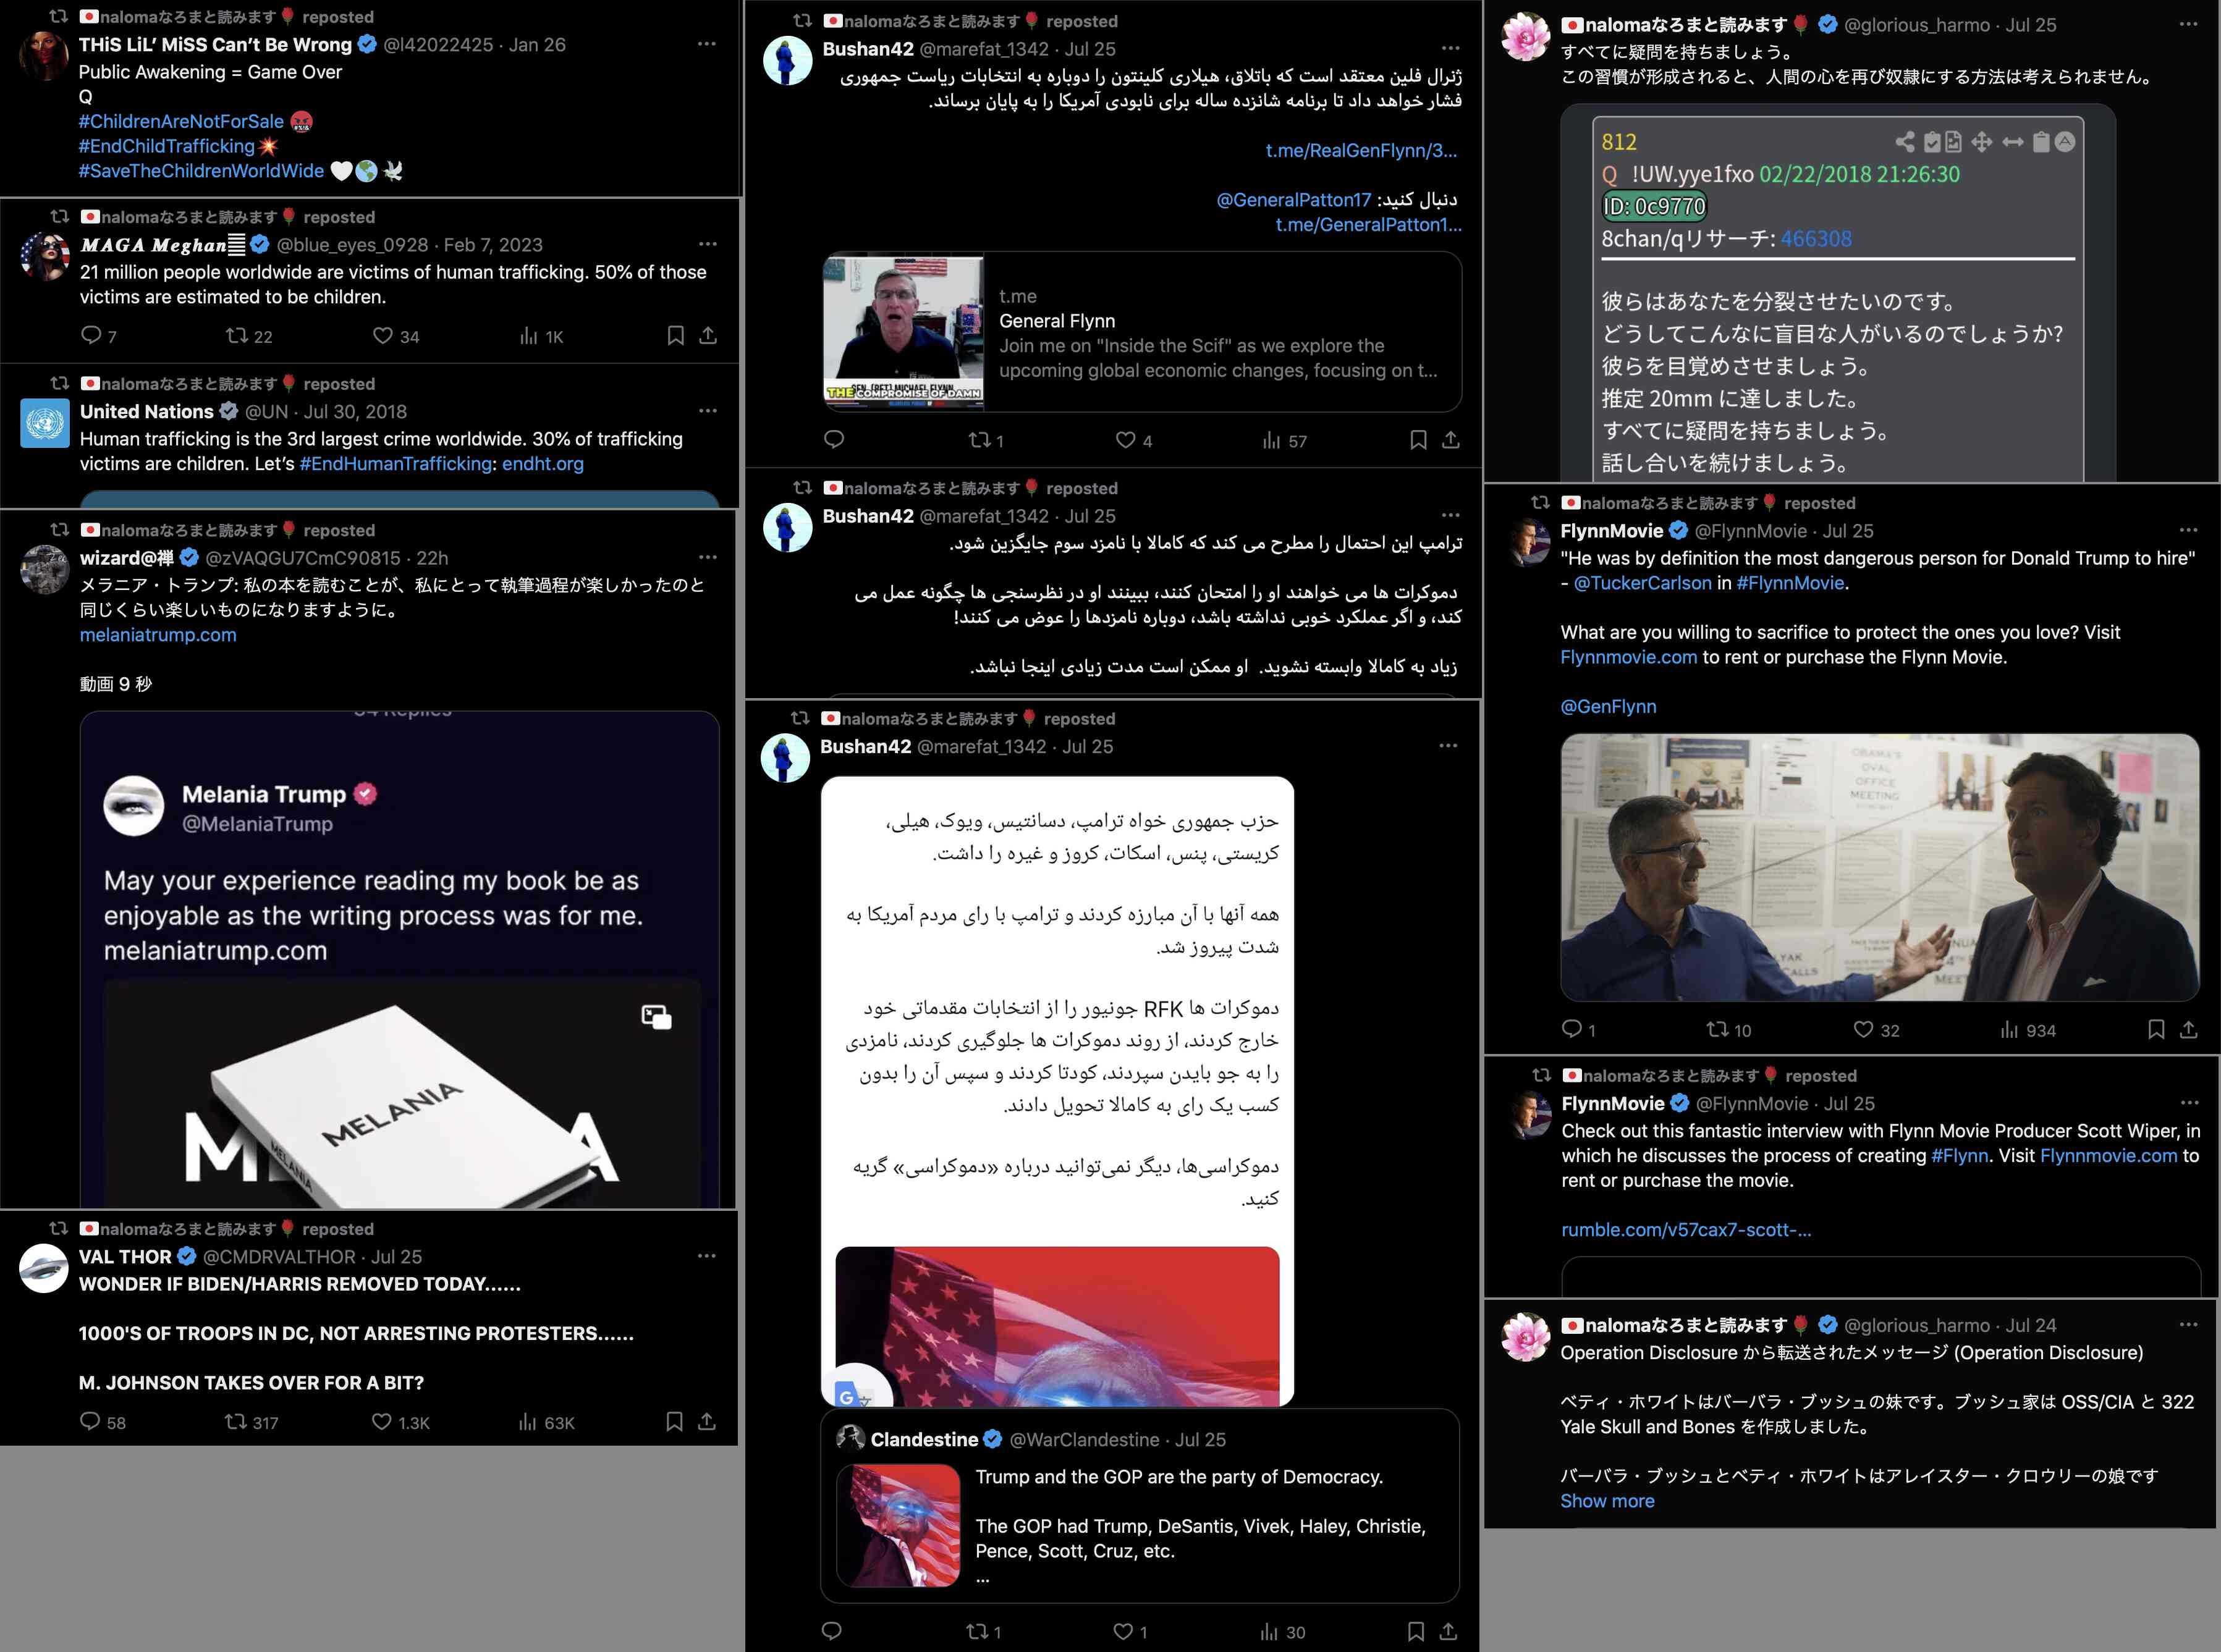 🇯🇵nalomaなろまと読みます🌹 reposted
THiS LiL’ MiSS Can’t Be Wrong @I42022425 · Jan 26
Public Awakening = Game Over
Q
#ChildrenAreNotForSale 🤬
#EndChildTrafficking💥
#SaveTheChildrenWorldWide 🤍🌎🕊
🇯🇵nalomaなろまと読みます🌹 reposted
MAGA Meghan @blue_eyes_0928 · Feb 7, 2023
21 million people worldwide are victims of human trafficking. 50% of those
victims are estimated to be children.
7 22 34 1K
🇯🇵nalomaなろまと読みます🌹 reposted
United Nations @UN · Jul 30, 2018
Human trafficking is the 3rd largest crime worldwide. 30% of trafficking
victims are children. Let’s #EndHumanTrafficking: endht.org
🇯🇵nalomaなろまと読みます🌹 reposted
wizard@禅 @zVAQGU7CmC90815 · 22h
メラニア・トランプ: 私の本を読むことが、私にとって執筆過程が楽しかったのと
同じくらい楽しいものになりますように。
melaniatrump.com
動画 9 秒
Melania Trump
@MelaniaTrump
May your experience reading my book be as
enjoyable as the writing process was for me.
melaniatrump.com
MELANIA
MELANIA
🇯🇵nalomaなろまと読みます🌹 reposted
VAL THOR @CMDRVALTHOR · Jul 25
WONDER IF BIDEN/HARRIS REMOVED TODAY......
1000'S OF TROOPS IN DC, NOT ARRESTING PROTESTERS......
M. JOHNSON TAKES OVER FOR A BIT?
58 317 1.3K 63K
🇯🇵nalomaなろまと読みます🌹 reposted
Bushan42 @marefat_1342 · Jul 25
ژنرال فلین معتقد است که باتلاق، هیلاری کلینتون را دوباره به انتخابات ریاست جمهوری
فشار خواهد داد تا برنامه شانزده ساله برای نابودی آمریکا را به پایان برساند.
t.me/RealGenFlynn/3...
دنبال کنید: @GeneralPatton17
t.me/GeneralPatton1...
GEN. (RET) MICHAEL FLYNN
THE COMPROMISE OF DAMN
t.me
General Flynn
Join me on "Inside the Scif" as we explore the
upcoming global economic changes, focusing on t...
1 4 57
🇯🇵nalomaなろまと読みます🌹 reposted
Bushan42 @marefat_1342 · Jul 25
ترامپ این احتمال را مطرح می کند که کامالا با نامزد سوم جایگزین شود.
دموکرات ها می خواهند او را امتحان کنند، ببینند او در نظرسنجی ها چگونه عمل می
کند، و اگر عملکرد خوبی نداشته باشد، دوباره نامزدها را عوض می کنند!
زیاد به کامالا وابسته نشوید. او ممکن است مدت زیادی اینجا نباشد.
🇯🇵nalomaなろまと読みます🌹 reposted
Bushan42 @marefat_1342 · Jul 25
حزب جمهوری خواه ترامپ، دسانتیس، ویوک، هیلی،
کریستی، پنس، اسکات، کروز و غیره را داشت.
همه آنها با آن مبارزه کردند و ترامپ با رای مردم آمریکا به
شدت پیروز شد.
دموکرات ها RFK جونیور را از انتخابات مقدماتی خود
خارج کردند، از روند دموکرات ها جلوگیری کردند، نامزدی
را به جو بایدن سپردند، کودتا کردند و سپس آن را بدون
کسب یک رای به کامالا تحویل دادند.
دموکراسی‌ها، دیگر نمی‌توانید درباره «دموکراسی» گریه
کنید.
Clandestine @WarClandestine · Jul 25
Trump and the GOP are the party of Democracy.
The GOP had Trump, DeSantis, Vivek, Haley, Christie,
Pence, Scott, Cruz, etc.
...
1 1 30
🇯🇵nalomaなろまと読みます🌹 @glorious_harmo · Jul 25
すべてに疑問を持ちましょう。
この習慣が形成されると、人間の心を再び奴隷にする方法は考えられません。
812
Q !UW.yye1fxo 02/22/2018 21:26:30
ID: 0c9770
8chan/qリサーチ: 466308
彼らはあなたを分裂させたいのです。
どうしてこんなに盲目な人がいるのでしょうか?
彼らを目覚めさせましょう。
推定 20mm に達しました。
すべてに疑問を持ちましょう。
話し合いを続けましょう。
🇯🇵nalomaなろまと読みます🌹 reposted
FlynnMovie @FlynnMovie · Jul 25
"He was by definition the most dangerous person for Donald Trump to hire"
- @TuckerCarlson in #FlynnMovie.
What are you willing to sacrifice to protect the ones you love? Visit
Flynnmovie.com to rent or purchase the Flynn Movie.
@GenFlynn
OBAMA'S
OVAL
OFFICE
MEETING
1 10 32 934
🇯🇵nalomaなろまと読みます🌹 reposted
FlynnMovie @FlynnMovie · Jul 25
Check out this fantastic interview with Flynn Movie Producer Scott Wiper, in
which he discusses the process of creating #Flynn. Visit Flynnmovie.com to
rent or purchase the movie.
rumble.com/v57cax7-scott-...
🇯🇵nalomaなろまと読みます🌹 @glorious_harmo · Jul 24
Operation Disclosure から転送されたメッセージ (Operation Disclosure)
ベティ・ホワイトはバーバラ・ブッシュの妹です。ブッシュ家は OSS/CIA と 322
Yale Skull and Bones を作成しました。
バーバラ・ブッシュとベティ・ホワイトはアレイスター・クロウリーの娘です
Show more